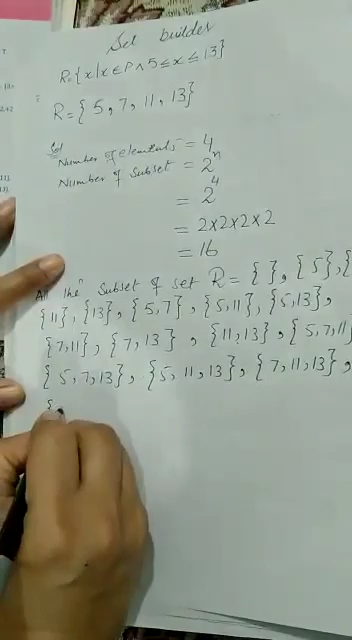 Set builder
R={x|x∈P∧5≤x≤13}
R={5,7,11,13}
Sol
Number of elements = 4
Number of Subset = 2ⁿ
= 2⁴
= 2×2×2×2
= 16
All the Subset of set R= { }, {5}, {
{11}, {13}, {5,7}, {5,11}, {5,13},
{7,11}, {7,13}, {11,13}, {5,7,11
{5,7,13}, {5,11,13}, {7,11,13},
{